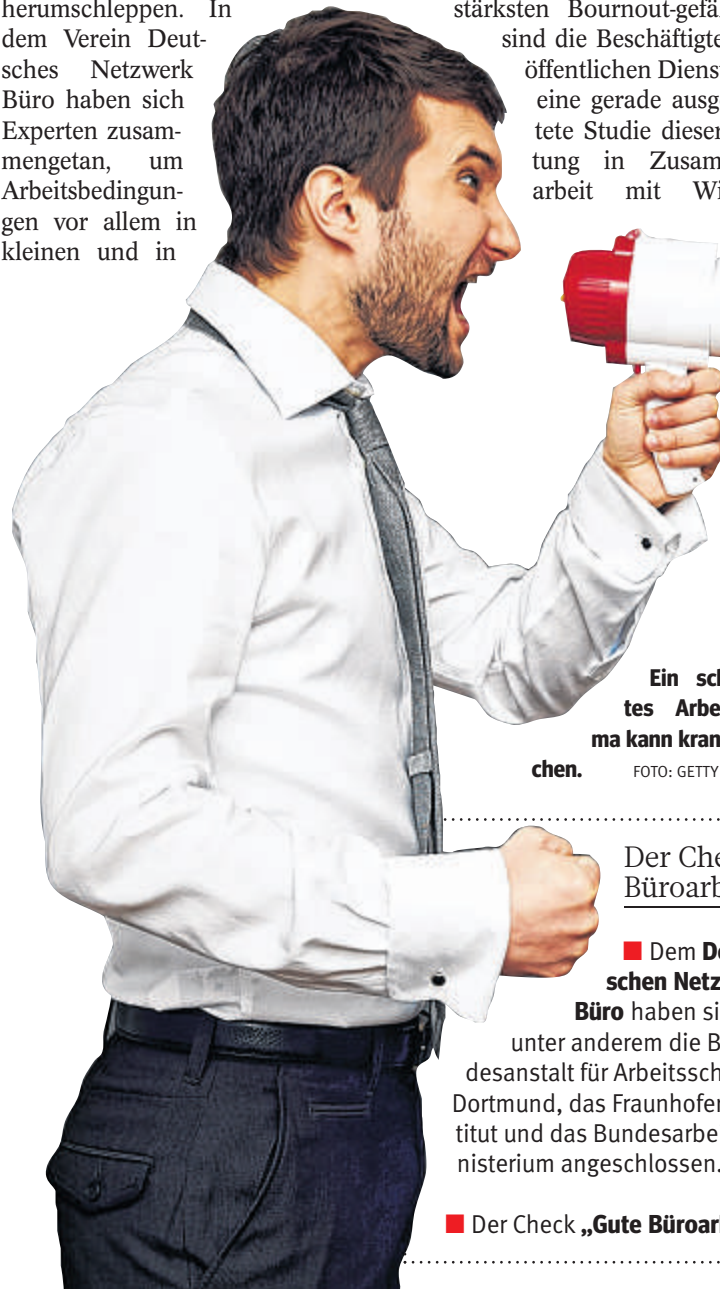 herumschleppen. In
dem Verein Deut-
sches Netzwerk
Büro haben sich
Experten zusam-
mengetan, um
Arbeitsbedingun-
gen vor allem in
kleinen und in
stärksten Bournout-gefä
sind die Beschäftigte
öffentlichen Dienst
eine gerade ausg
tete Studie dieser
tung in Zusam
arbeit mit Wi
Ein sch
tes Arbe
ma kann kran
chen. FOTO: GETTY
Der Che
Büroarb
■ Dem De
schen Netz
Büro haben si
unter anderem die B
desanstalt für Arbeitssch
Dortmund, das Fraunhofer
titut und das Bundesarbe
nisterium angeschlossen.
■ Der Check „Gute Büroar